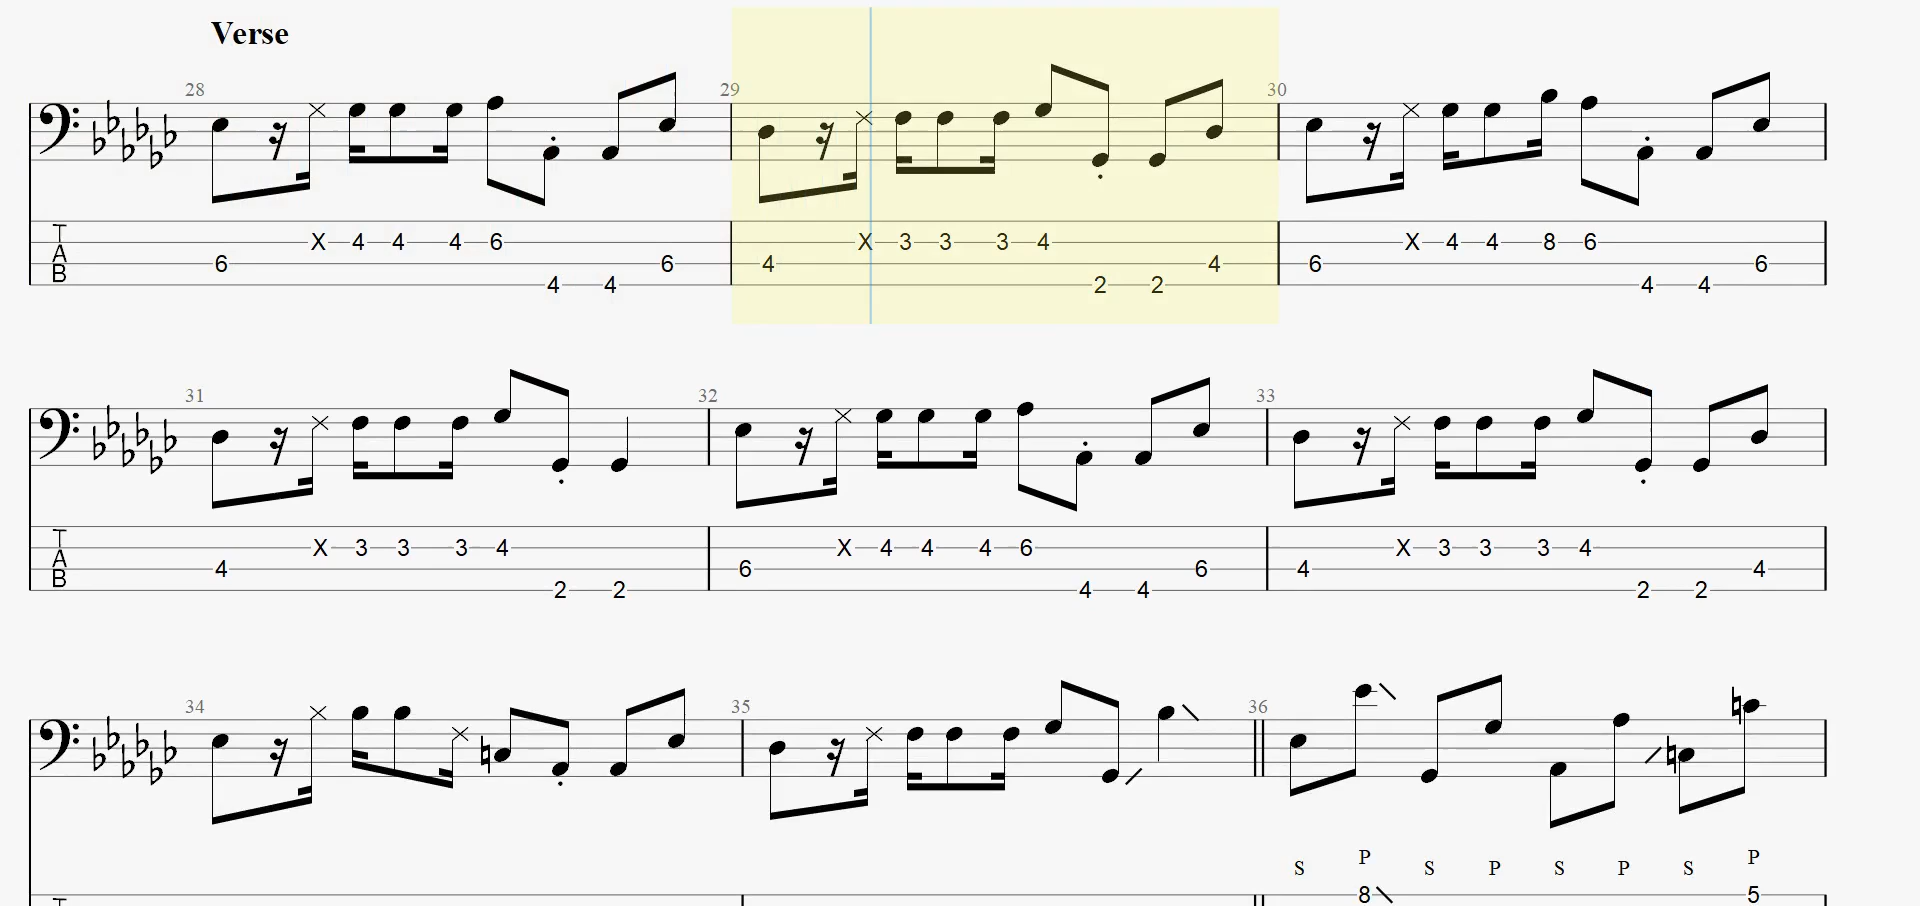 Verse
28 29 30
T X 4 4 4 6 X 3 3 3 4 X 4 4 8 6
A 6 6 4 4 6 6
B 4 4 2 2 4 4
31 32 33
T X 3 3 3 4 X 4 4 4 6 X 3 3 3 4
A 4 6 6 4 4
B 2 2 4 4 2 2
34 35 36
S P S P S P S P
8 5